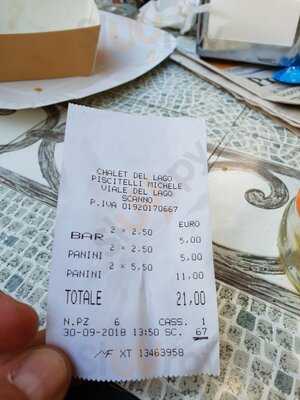 CHALET DEL LAGO
PISCITELLI MICHELE
VIALE DEL LAGO
SCANNO
P.IVA 01920170667
EURO
2 × 2,50
BAR 5,00
2 × 2,50
PANINI 5,00
2 × 5,50
PANINI 11,00
TOTALE 21,00
N.PZ 6 CASS. 1
30-09-2018 13:50 SC. 67
MF XT 13463958